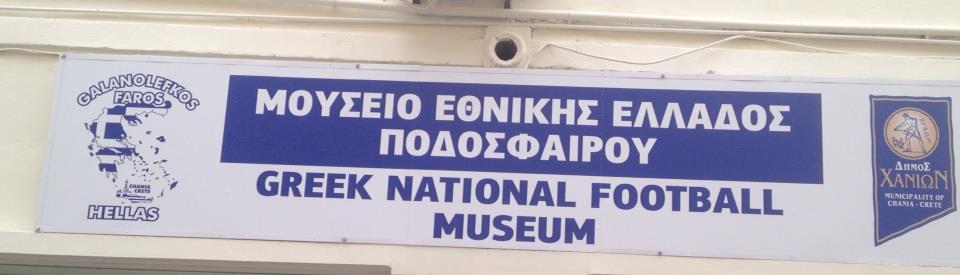 GALANOLEFKOS
FAROS
CHANIA
CRETE
HELLAS
ΜΟΥΣΕΙΟ ΕΘΝΙΚΗΣ ΕΛΛΑΔΟΣ
ΠΟΔΟΣΦΑΙΡΟΥ
GREEK NATIONAL FOOTBALL
MUSEUM
ΔΗΜΟΣ
ΧΑΝΙΩΝ
MUNICIPALITY OF
CHANIA - CRETE